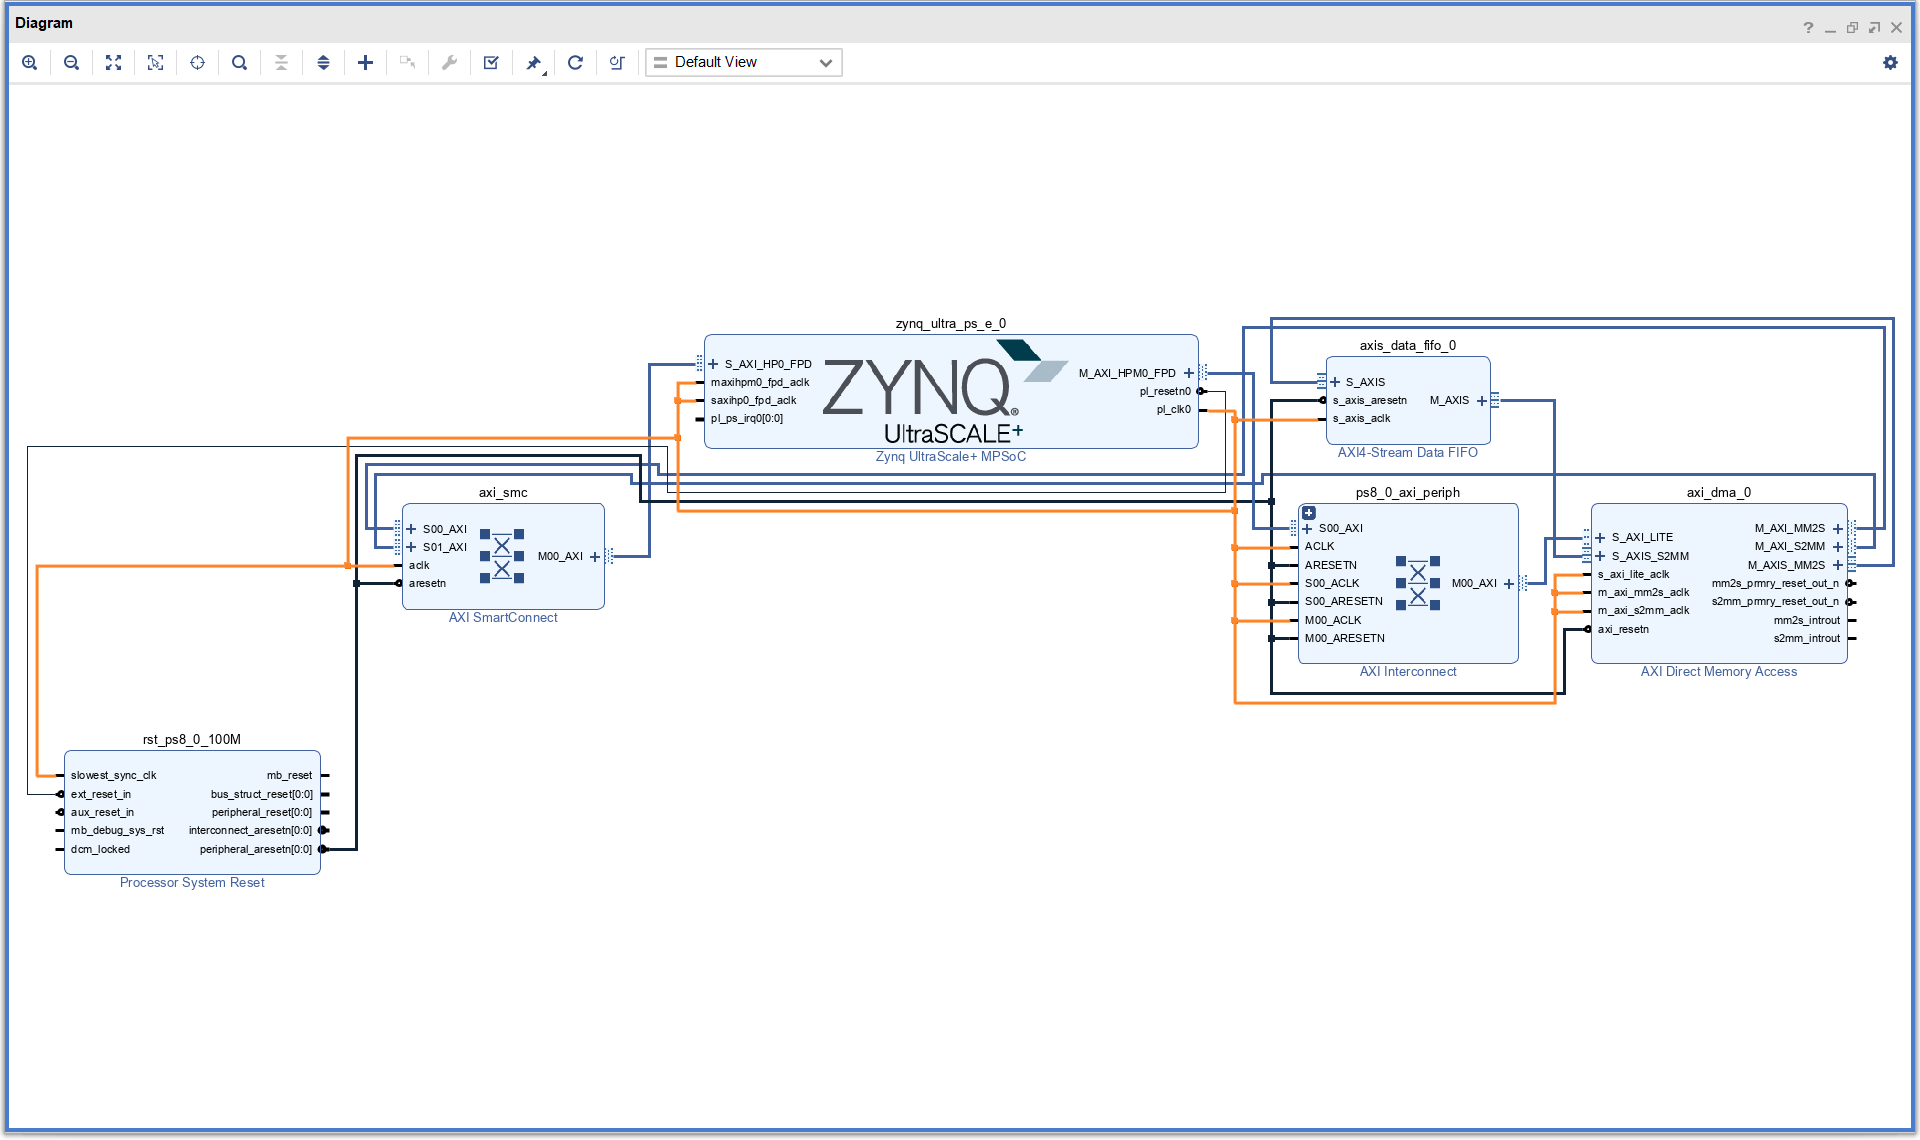 Diagram
Default View
zynq_ultra_ps_e_0
S_AXI_HP0_FPD
maxihpm0_fpd_aclk
saxihp0_fpd_aclk
pl_ps_irq0[0:0]
ZYNQ
UltraSCALE+
M_AXI_HPM0_FPD
pl_resetn0
pl_clk0
Zynq UltraScale+ MPSoC
axis_data_fifo_0
S_AXIS
s_axis_aresetn
s_axis_aclk
M_AXIS
AXI4-Stream Data FIFO
axi_smc
S00_AXI
S01_AXI
aclk
aresetn
M00_AXI
AXI SmartConnect
ps8_0_axi_periph
S00_AXI
ACLK
ARESETN
S00_ACLK
S00_ARESETN
M00_ACLK
M00_ARESETN
M00_AXI
AXI Interconnect
axi_dma_0
S_AXI_LITE
S_AXIS_S2MM
s_axi_lite_aclk
m_axi_mm2s_aclk
m_axi_s2mm_aclk
axi_resetn
M_AXI_MM2S
M_AXI_S2MM
M_AXIS_MM2S
mm2s_prmry_reset_out_n
s2mm_prmry_reset_out_n
mm2s_introut
s2mm_introut
AXI Direct Memory Access
rst_ps8_0_100M
slowest_sync_clk
ext_reset_in
aux_reset_in
mb_debug_sys_rst
dcm_locked
mb_reset
bus_struct_reset[0:0]
peripheral_reset[0:0]
interconnect_aresetn[0:0]
peripheral_aresetn[0:0]
Processor System Reset